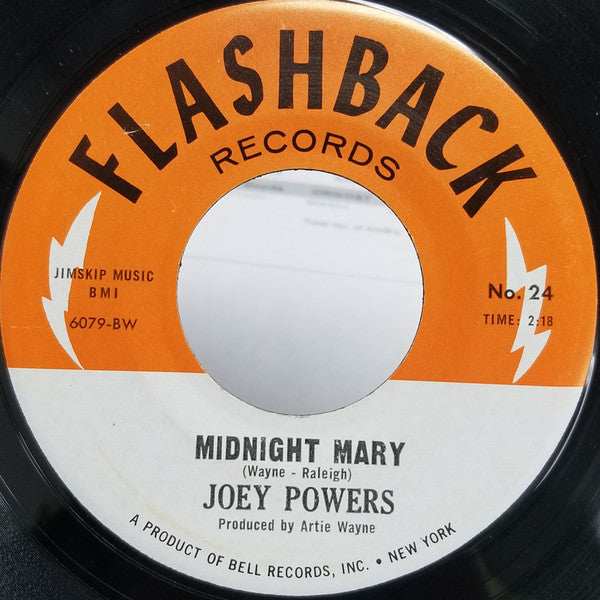 FLASHBACK
RECORDS
JIMSKIP MUSIC
BMI
6079-BW
No. 24
TIME: 2:18
MIDNIGHT MARY
(Wayne - Raleigh)
JOEY POWERS
Produced by Artie Wayne
A PRODUCT OF BELL RECORDS, INC. • NEW YORK